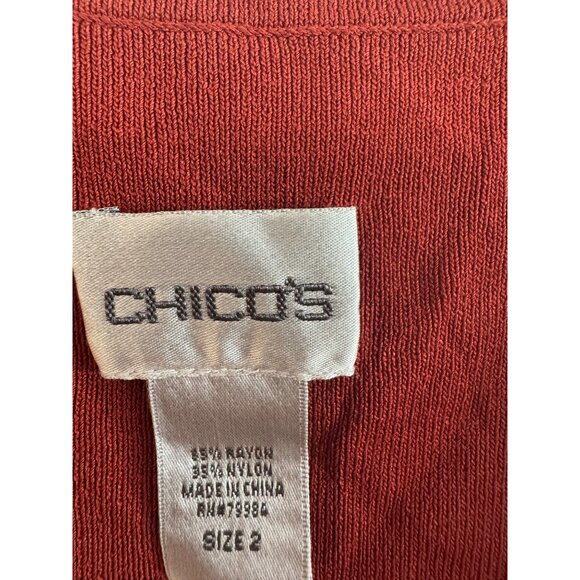 CHICO'S
65% RAYON
35% NYLON
MADE IN CHINA
RN#79984
SIZE 2